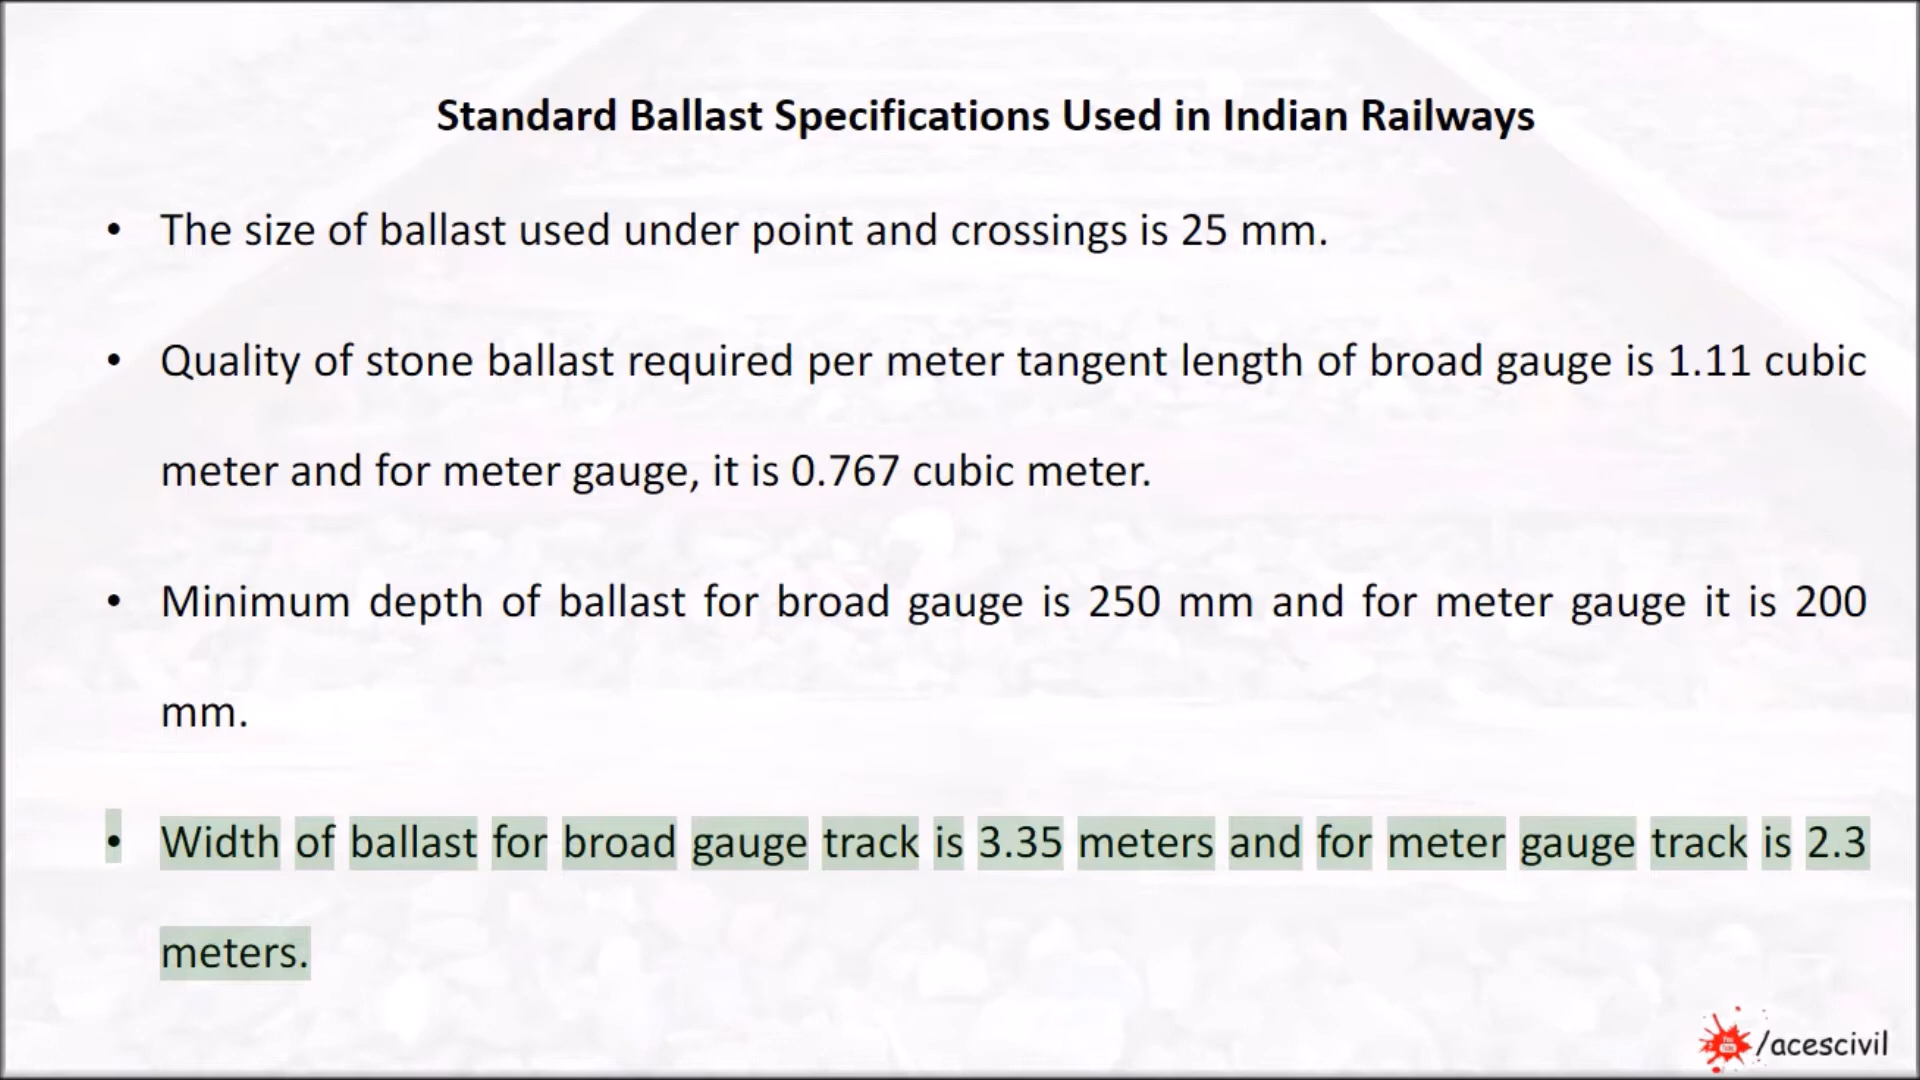 Standard Ballast Specifications Used in Indian Railways
• The size of ballast used under point and crossings is 25 mm.
• Quality of stone ballast required per meter tangent length of broad gauge is 1.11 cubic
meter and for meter gauge, it is 0.767 cubic meter.
• Minimum depth of ballast for broad gauge is 250 mm and for meter gauge it is 200
mm.
• Width of ballast for broad gauge track is 3.35 meters and for meter gauge track is 2.3
meters.
/acescivil